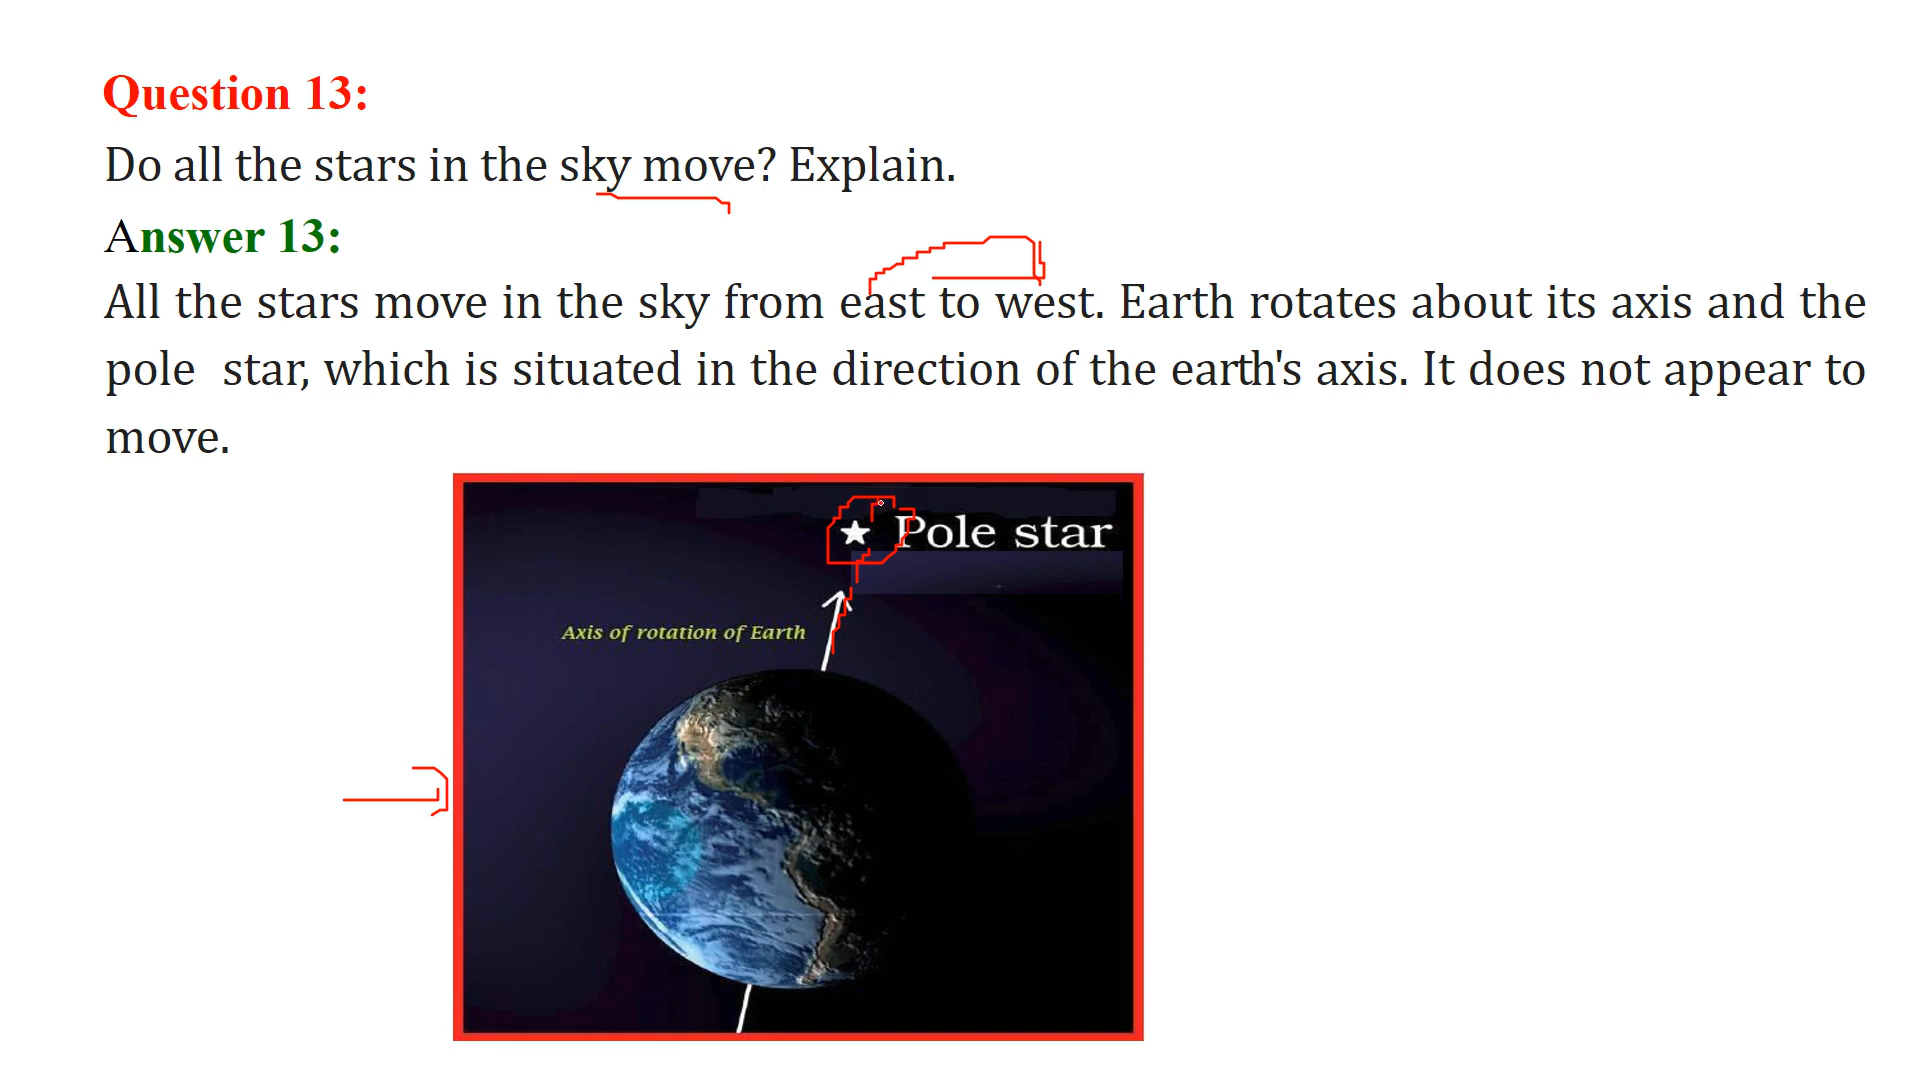 Question 13:
Do all the stars in the sky move? Explain.
Answer 13:
All the stars move in the sky from east to west. Earth rotates about its axis and the
pole star, which is situated in the direction of the earth's axis. It does not appear to
move.
Pole star
Axis of rotation of Earth